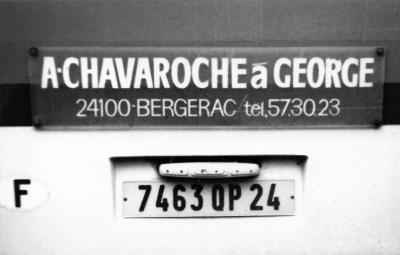 A·CHAVAROCHE à GEORGE
24100·BERGERAC/tel.57.30.23
F
7463 QP 24